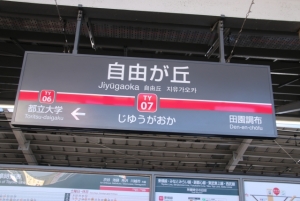 自由が丘
Jiyūgaoka 自由丘 지유가오카
TY
06
TY
07
都立大学
Toritsu-daigaku
じゆうがおか
田園調布
Den-en-chōfu